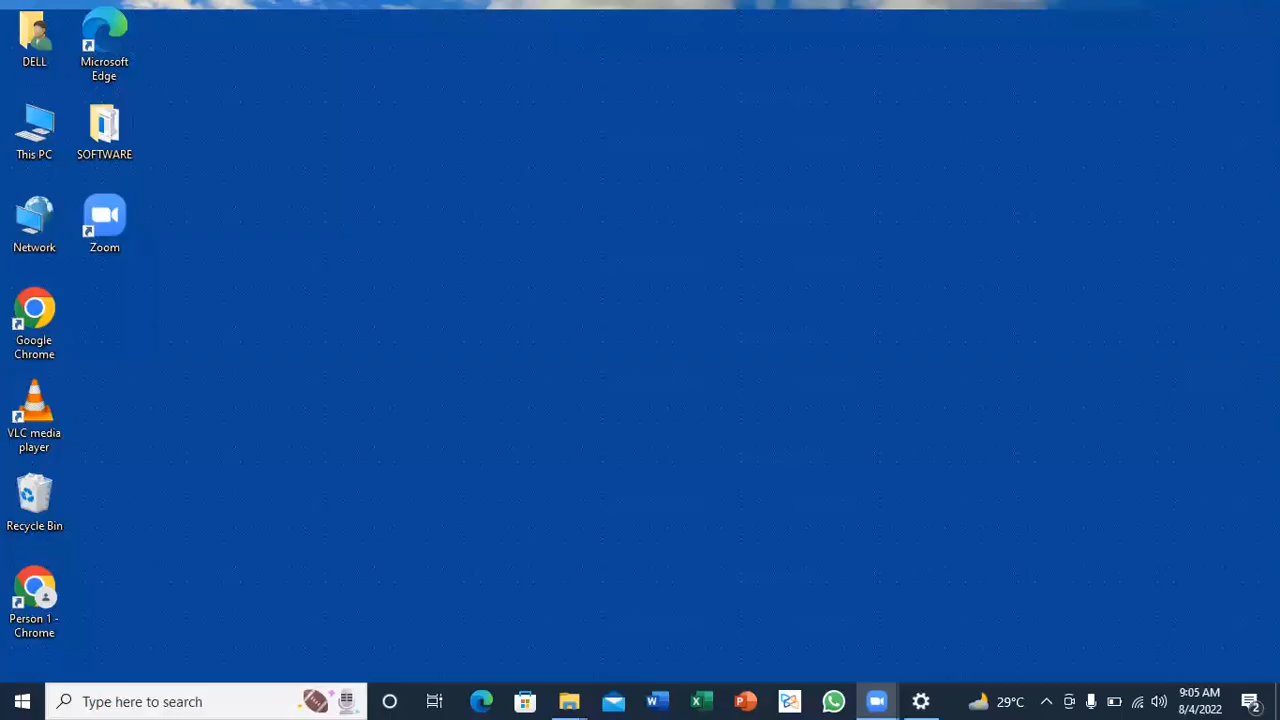 DELL
Microsoft
Edge
This PC
SOFTWARE
Network
Zoom
Google
Chrome
VLC media
player
Recycle Bin
Person 1 -
Chrome
Type here to search
29°C
9:05 AM
8/4/2022
2